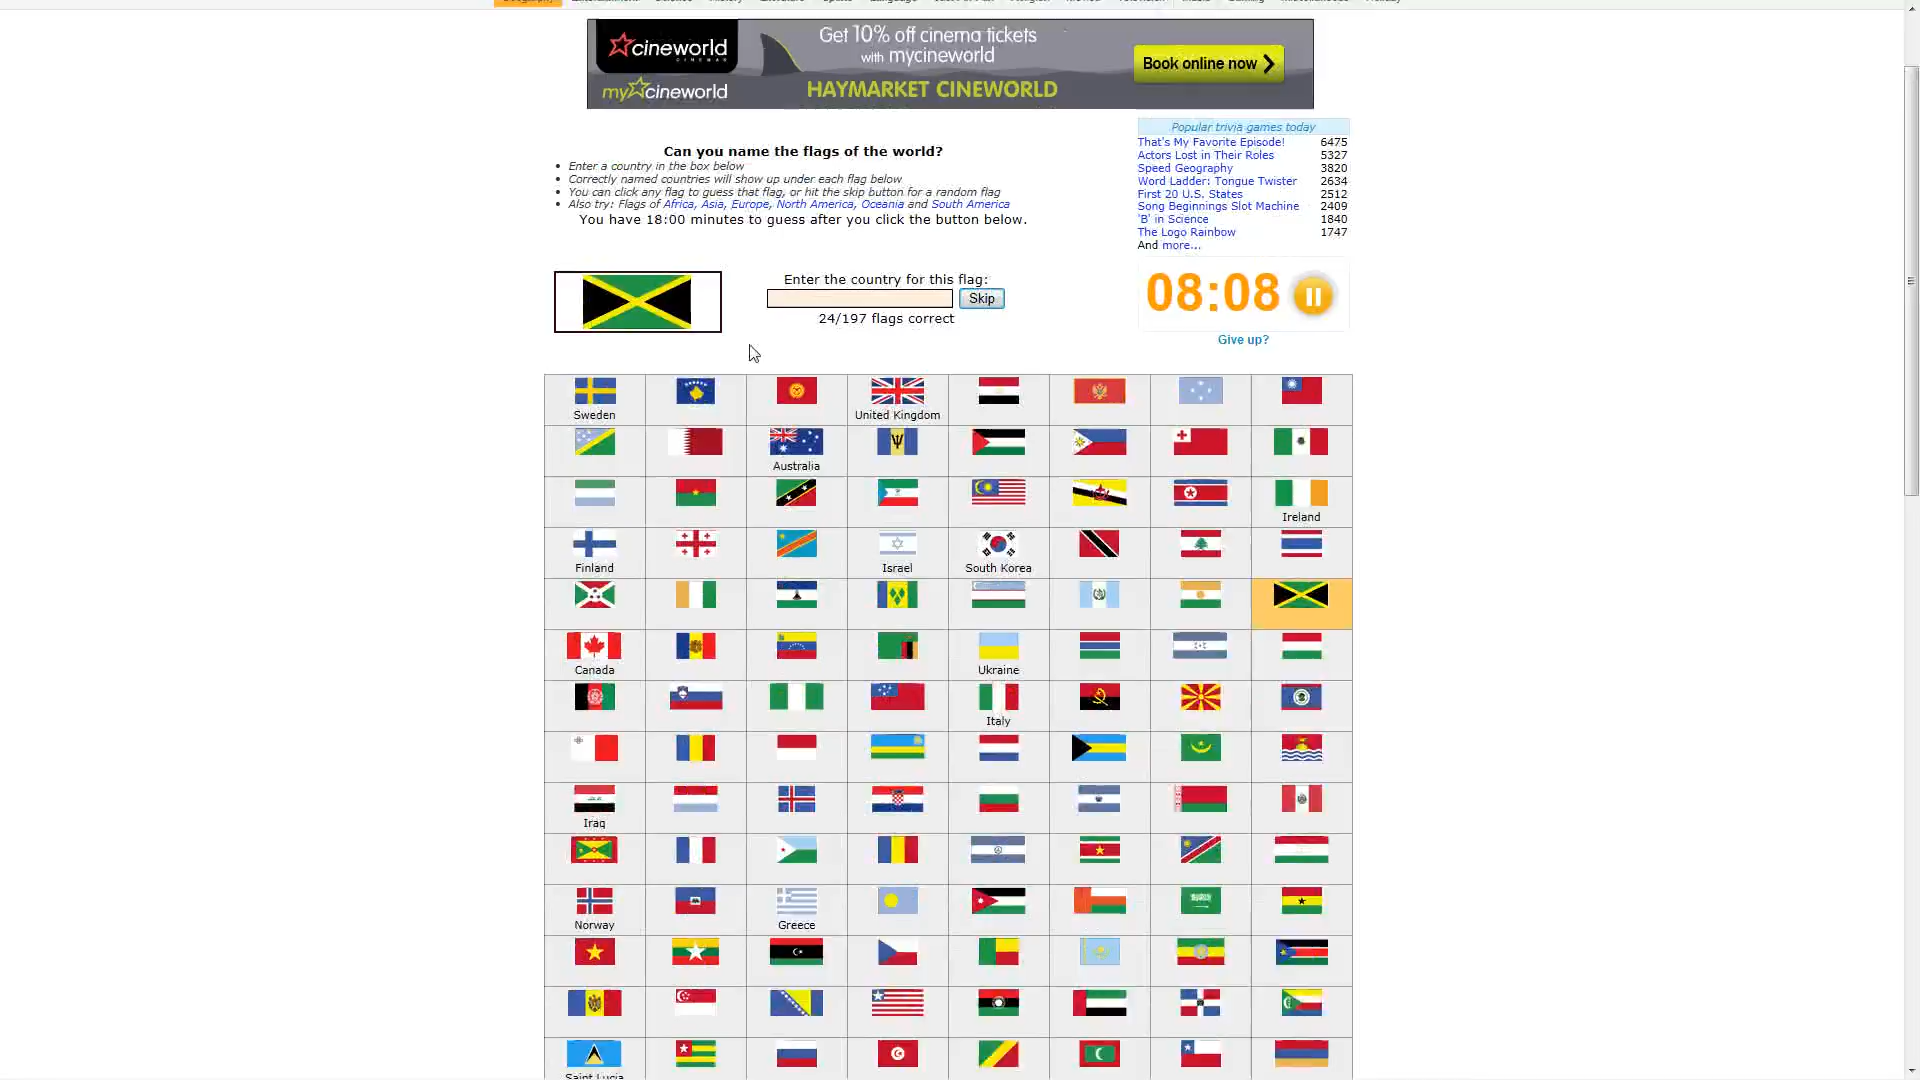 Get 10% off cinema tickets
with mycineworld
cineworld
CINEMAS
mycineworld
HAYMARKET CINEWORLD
Book online now
Popular trivia games today
That's My Favorite Episode! 6475
Actors Lost in Their Roles 5327
Speed Geography 3820
Word Ladder: Tongue Twister 2634
First 20 U.S. States 2512
Song Beginnings Slot Machine 2409
'B' in Science 1840
The Logo Rainbow 1747
And more...
Can you name the flags of the world?
• Enter a country in the box below
• Correctly named countries will show up under each flag below
• You can click any flag to guess that flag, or hit the skip button for a random flag
• Also try: Flags of Africa, Asia, Europe, North America, Oceania and South America
You have 18:00 minutes to guess after you click the button below.
Enter the country for this flag:
Skip
24/197 flags correct
08:08
Give up?
Sweden United Kingdom
Australia
Ireland
Finland Israel South Korea
Canada Ukraine
Italy
Iraq
Norway Greece
Saint Lucia